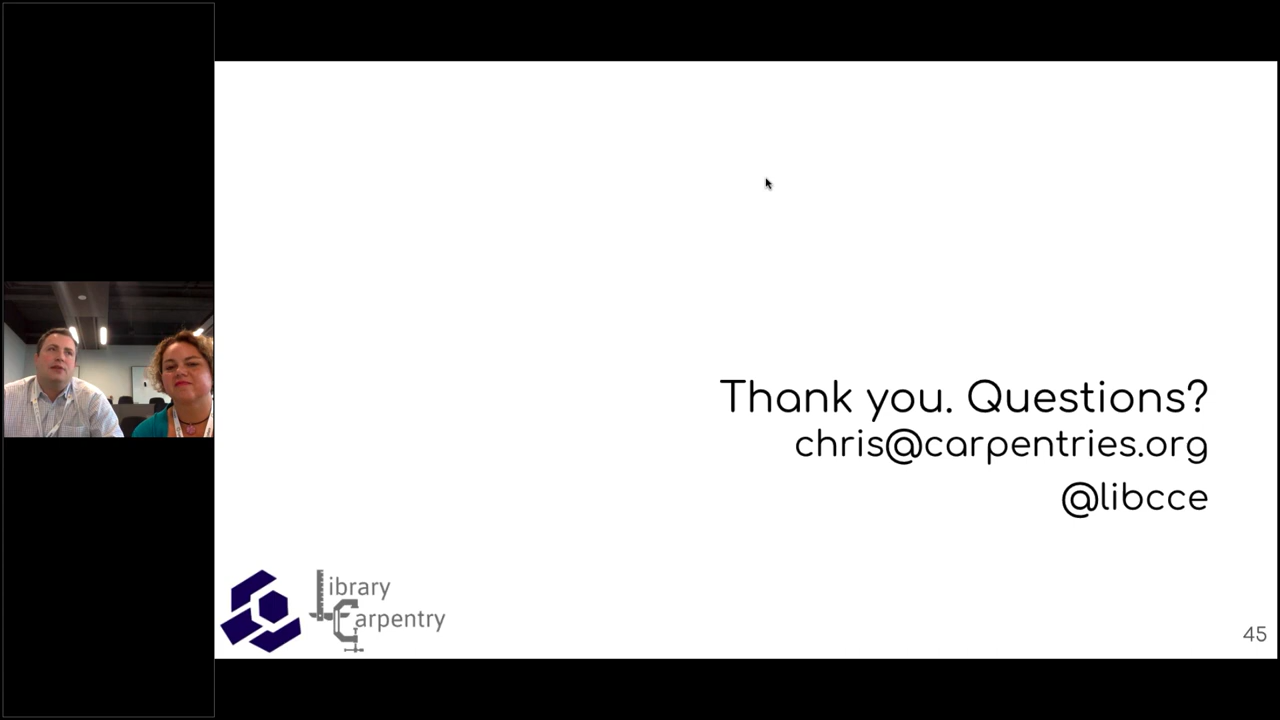 Thank you. Questions?
chris@carpentries.org
@libcce
Library
Carpentry
45